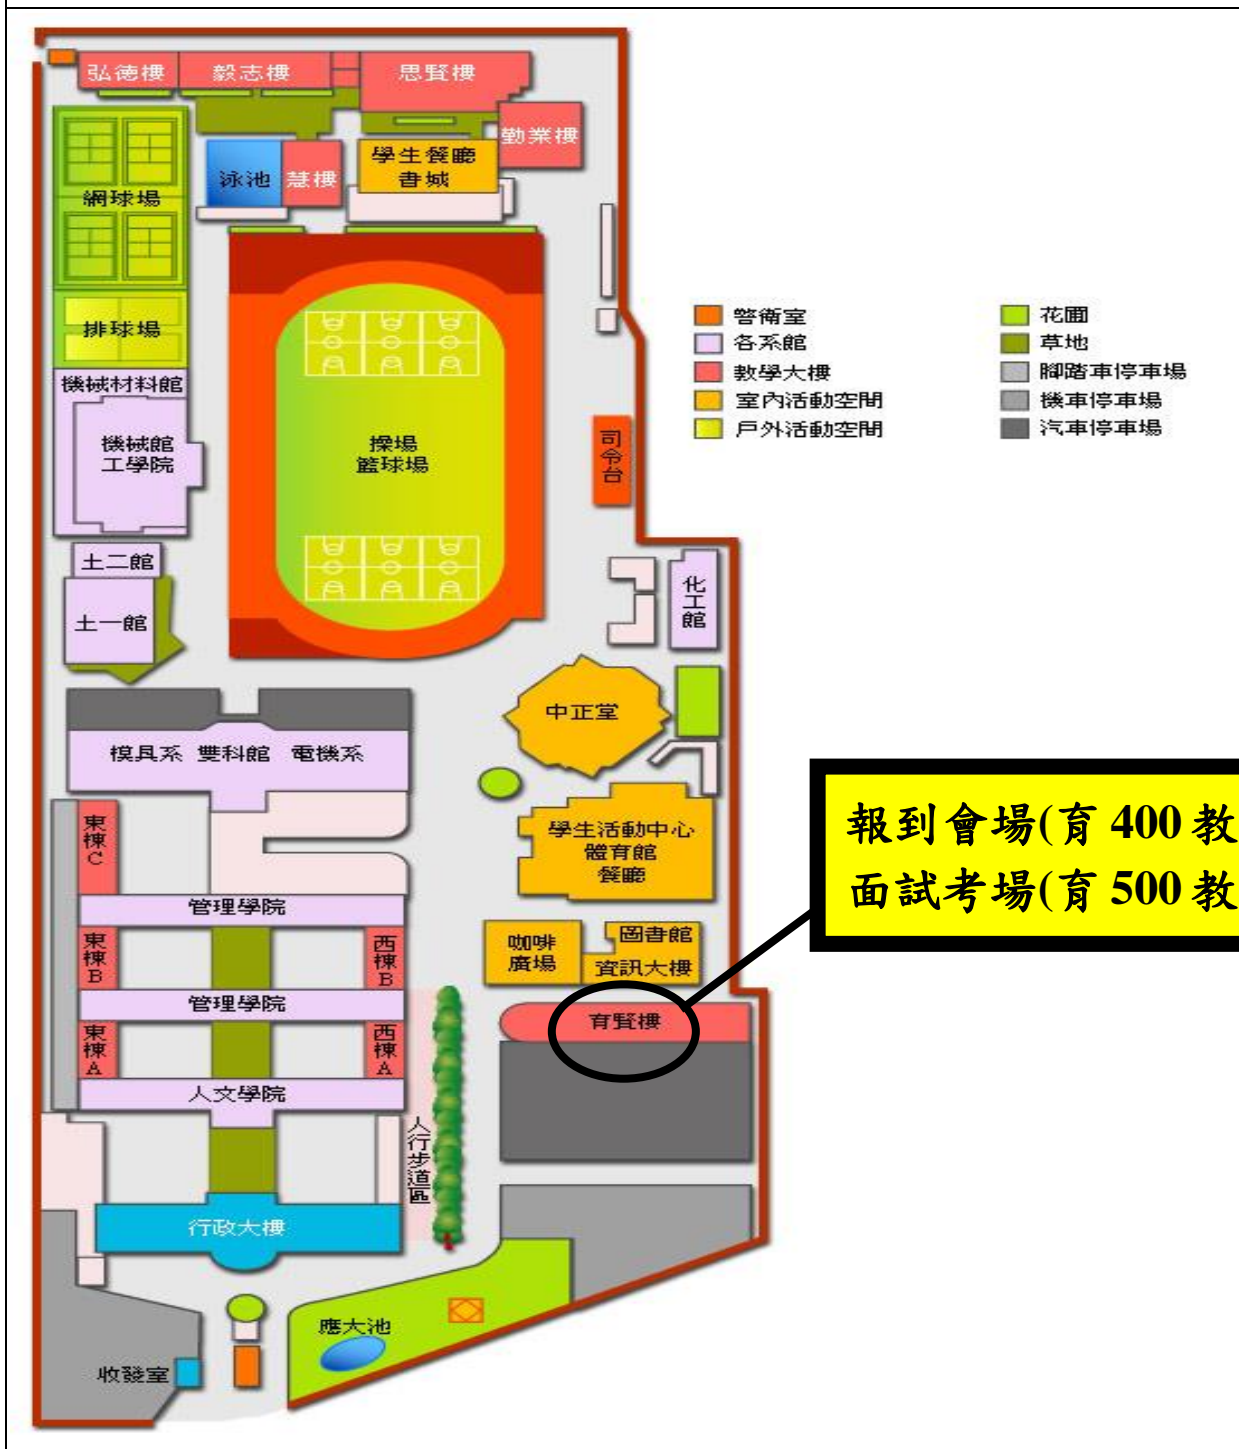 弘德樓
毅志樓
思賢樓
勤業樓
泳池
慧樓
學生餐廳
書城
網球場
排球場
機械材料館
機械館
工學院
操場
籃球場
司令台
警衛室
各系館
教學大樓
室內活動空間
戶外活動空間
花圃
草地
腳踏車停車場
機車停車場
汽車停車場
土二館
土一館
化工館
中正堂
模具系 雙科館 電機系
東棟C
學生活動中心
體育館
餐廳
報到會場(育 400 教
面試考場(育 500 教
管理學院
東棟B
西棟B
咖啡
廣場
圖書館
資訊大樓
管理學院
育賢樓
東棟A
西棟A
人文學院
人行步道區
行政大樓
應大池
收發室